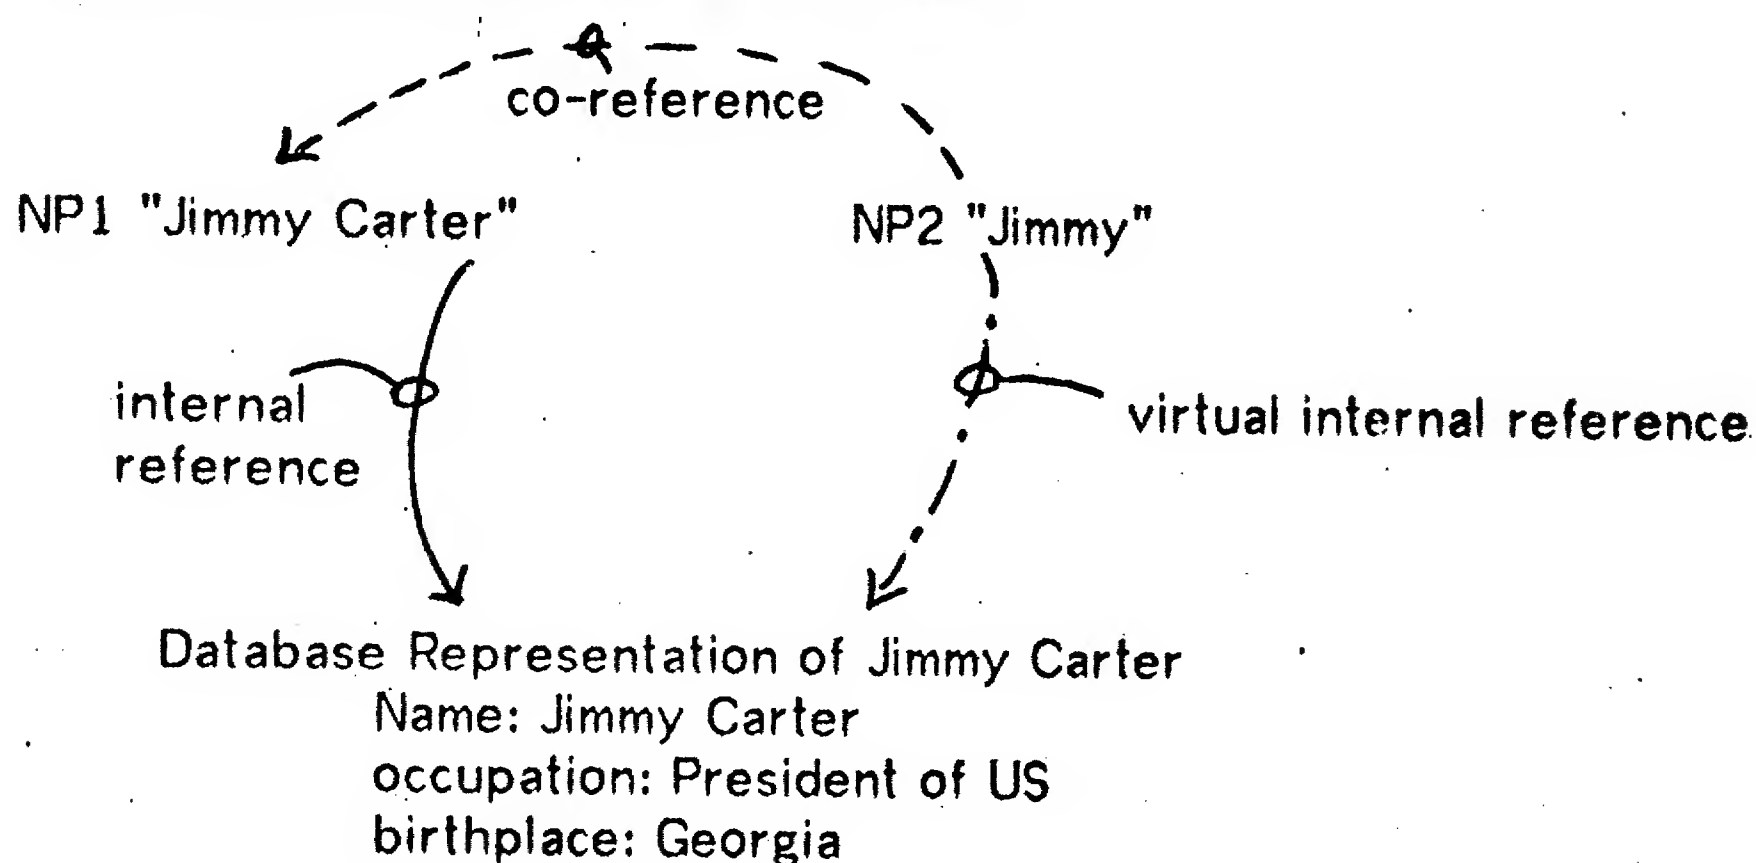 co-reference
NP1 "Jimmy Carter"
NP2 "Jimmy"
internal
reference
virtual internal reference
Database Representation of Jimmy Carter
Name: Jimmy Carter
occupation: President of US
birthplace: Georgia